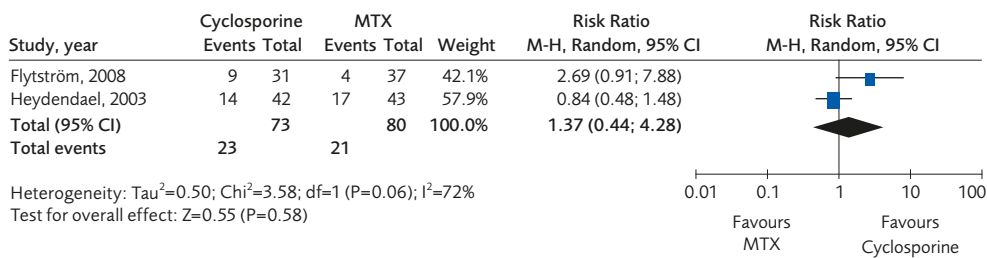 Cyclosporine MTX Risk Ratio Risk Ratio
Study, year Events Total Events Total Weight M-H, Random, 95% CI M-H, Random, 95% CI
Flytström, 2008 9 31 4 37 42.1% 2.69 (0.91; 7.88)
Heydendael, 2003 14 42 17 43 57.9% 0.84 (0.48; 1.48)
Total (95% CI) 73 80 100.0% 1.37 (0.44; 4.28)
Total events 23 21
Heterogeneity: Tau²=0.50; Chi²=3.58; df=1 (P=0.06); I²=72%
Test for overall effect: Z=0.55 (P=0.58)
0.01 0.1 1 10 100
Favours MTX
Favours Cyclosporine